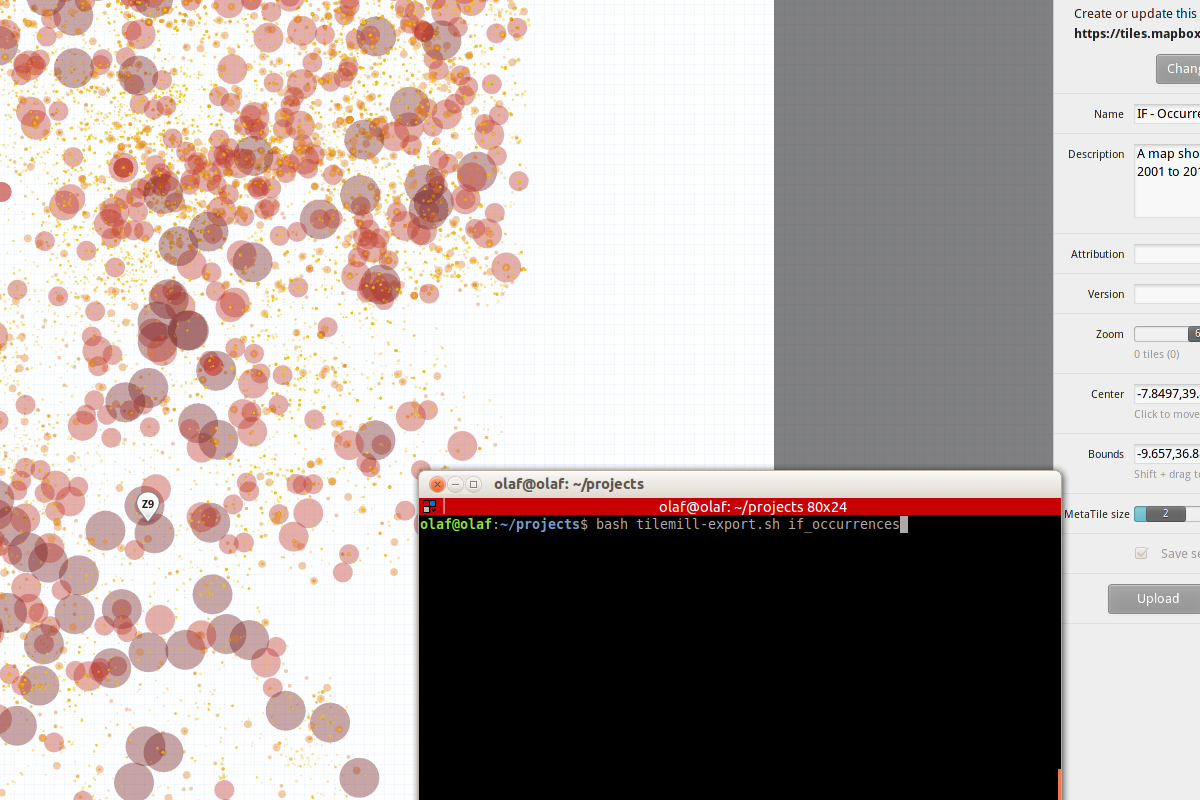 Create or update this
https://tiles.mapbox
Chang
Name
IF - Occurre
Description
A map sho
2001 to 201
Attribution
Version
Zoom
6
0 tiles (0)
Center
-7.8497,39.
Click to move
Bounds
-9.657,36.8
Shift + drag to
MetaTile size
2
Save se
Upload
Z9
olaf@olaf: ~/projects
olaf@olaf: ~/projects 80x24
olaf@olaf:~/projects$ bash tilemill-export.sh if_occurrences